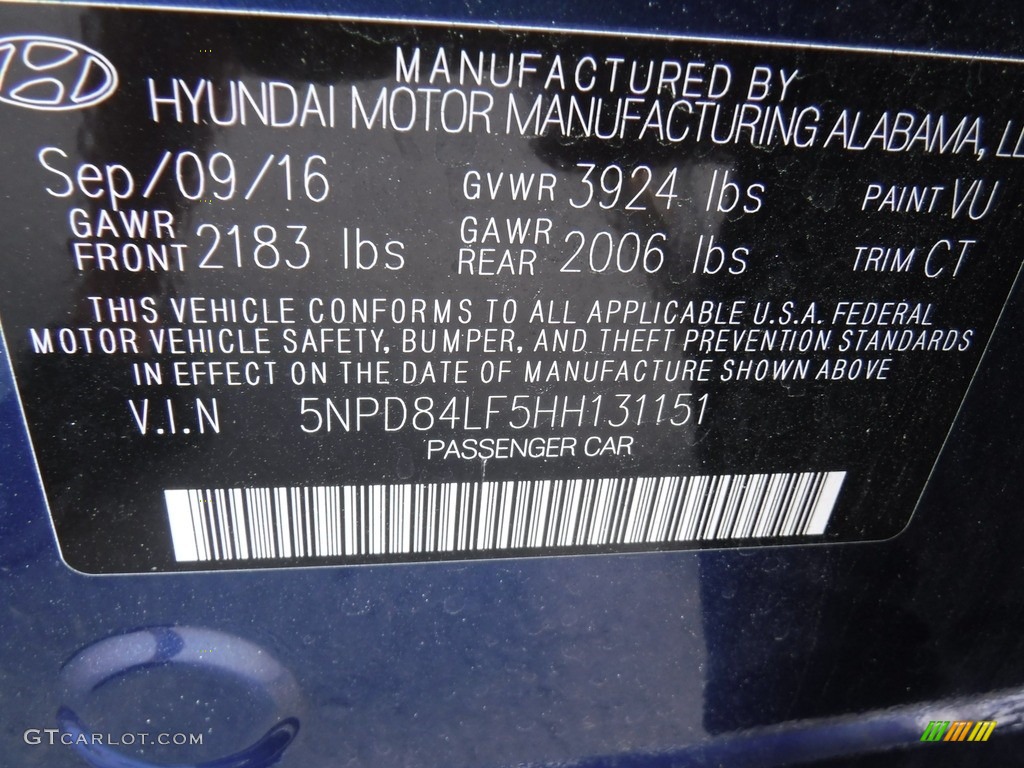 MANUFACTURED BY
HYUNDAI MOTOR MANUFACTURING ALABAMA,
Sep/09/16 GVWR 3924 lbs PAINT VU
GAWR FRONT 2183 lbs GAWR REAR 2006 lbs TRIM CT
THIS VEHICLE CONFORMS TO ALL APPLICABLE U.S.A. FEDERAL
MOTOR VEHICLE SAFETY, BUMPER, AND THEFT PREVENTION STANDARDS
IN EFFECT ON THE DATE OF MANUFACTURE SHOWN ABOVE
V.I.N 5NPD84LF5HH131151
PASSENGER CAR
GTCARLOT.COM